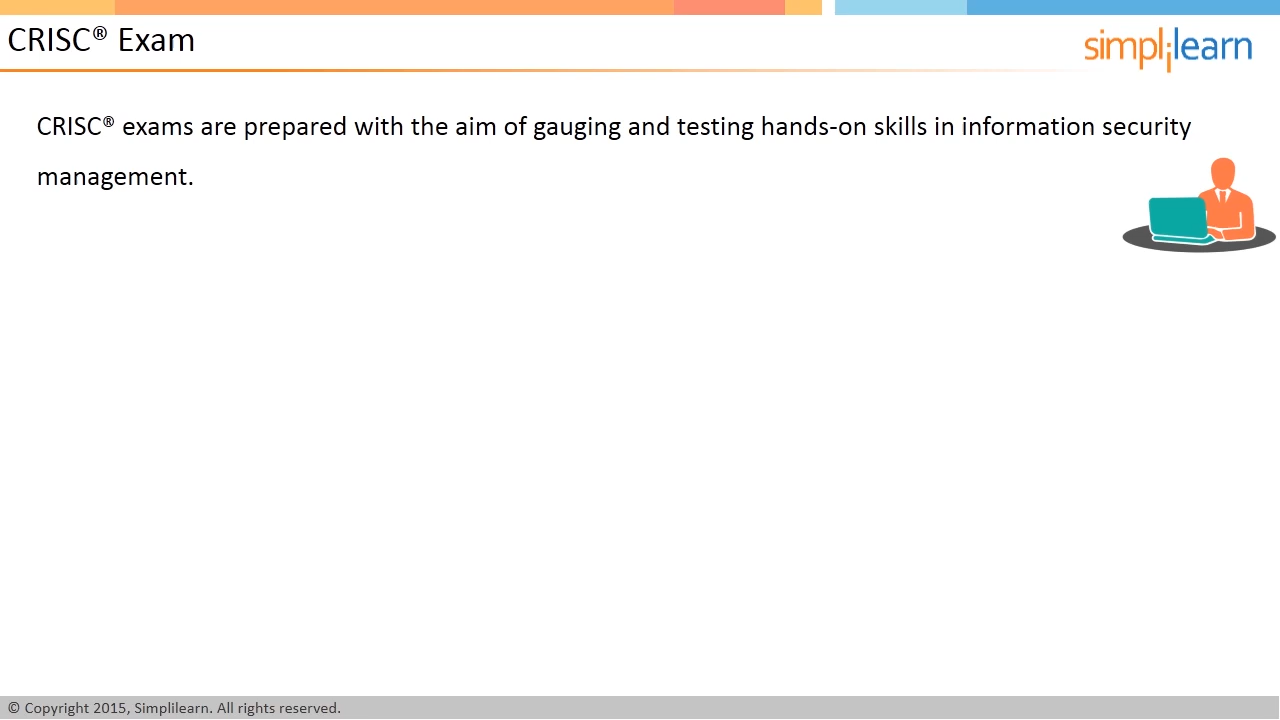 CRISC® Exam
simplilearn
CRISC® exams are prepared with the aim of gauging and testing hands-on skills in information security
management.
© Copyright 2015, Simplilearn. All rights reserved.